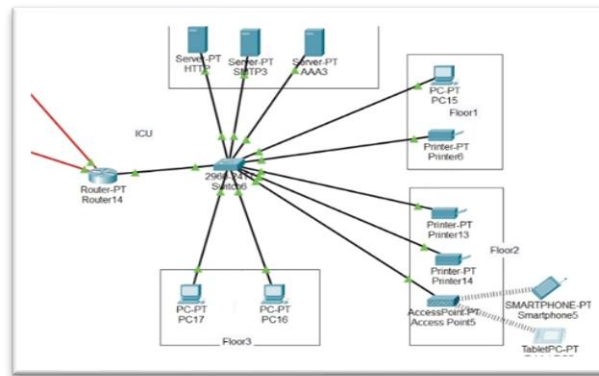 Server-PT
HTTP
Server-PT
SMTP3
Server-PT
AAA3
PC-PT
PC15
Floor1
ICU
Printer-PT
Printer6
Router-PT
Router14
Switch6
Printer-PT
Printer13
Floor2
Printer-PT
Printer14
PC-PT
PC17
PC-PT
PC16
Floor3
AccessPoint-PT
Access Point5
SMARTPHONE-PT
Smartphone5
TabletPC-PT